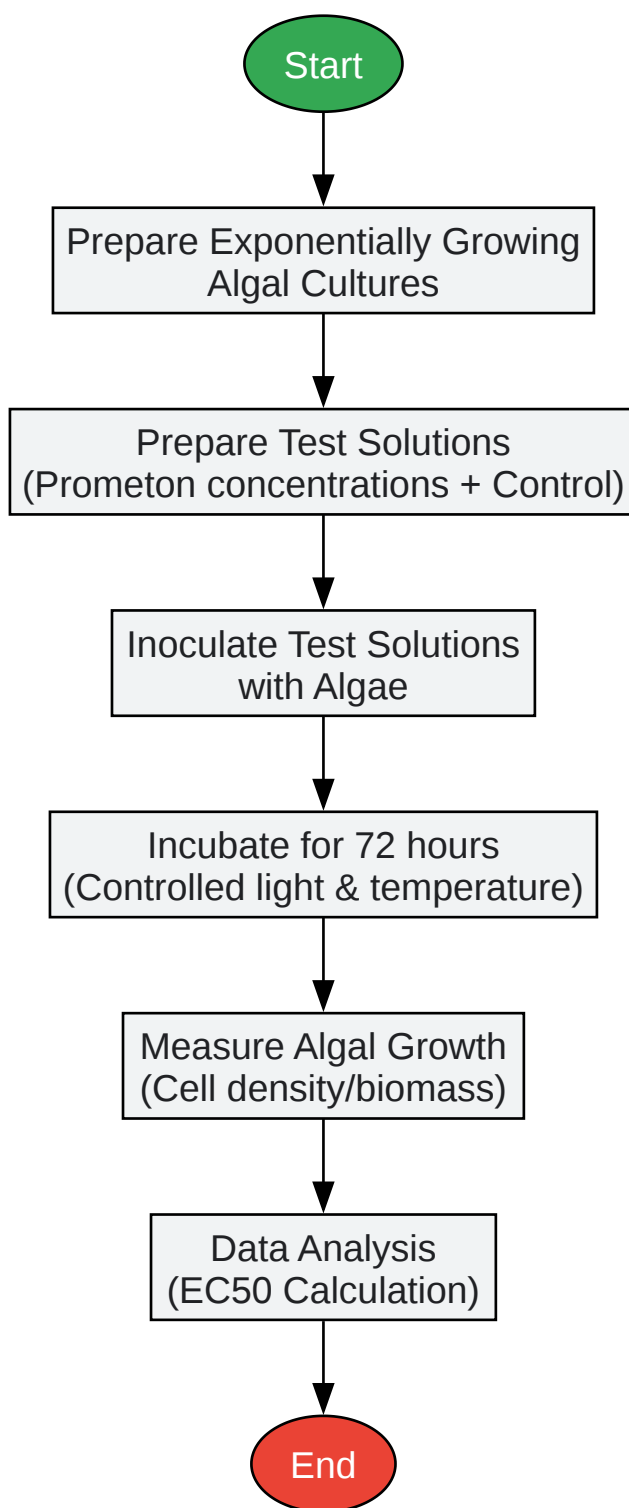 Start
Prepare Exponentially Growing
Algal Cultures
Prepare Test Solutions
(Prometon concentrations + Control)
Inoculate Test Solutions
with Algae
Incubate for 72 hours
(Controlled light & temperature)
Measure Algal Growth
(Cell density/biomass)
Data Analysis
(EC50 Calculation)
End